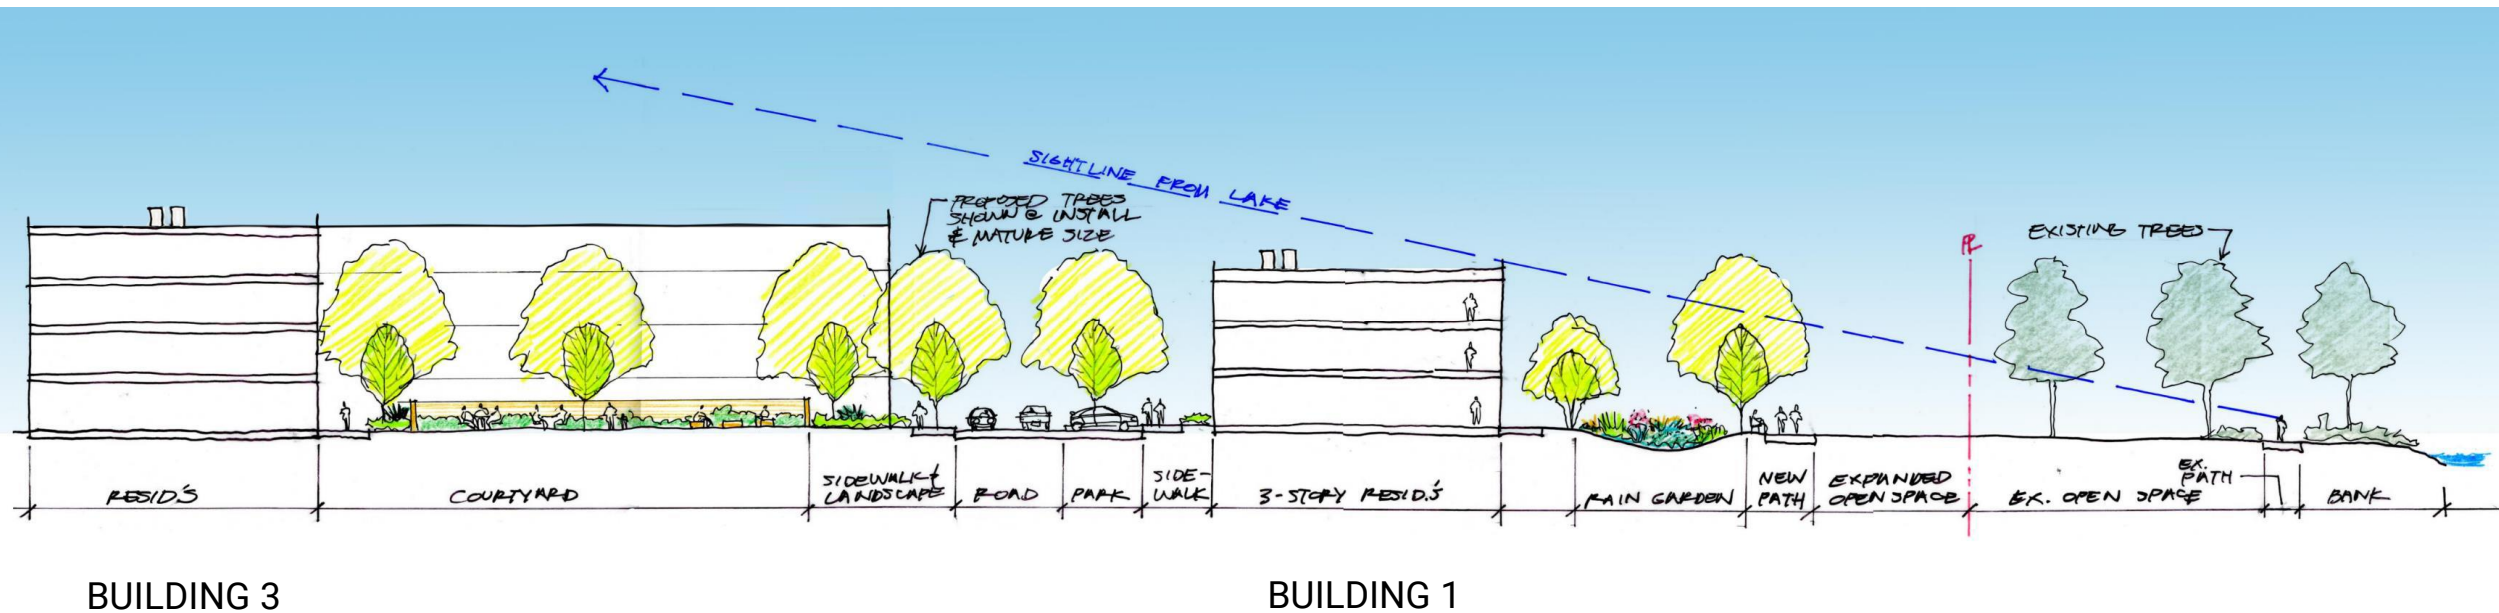 SIGHTLINE FROM LAKE
PROPOSED TREES
SHOWN @ INSTALL
& MATURE SIZE
PL
EXISTING TREES
RESID.'S
COURTYARD
SIDEWALK &
LANDSCAPE
ROAD
PARK
SIDE-
WALK
3-STORY RESID.'S
RAIN GARDEN
NEW
PATH
EXPANDED
OPEN SPACE
EX. OPEN SPACE
EX.
PATH
BANK
BUILDING 3
BUILDING 1